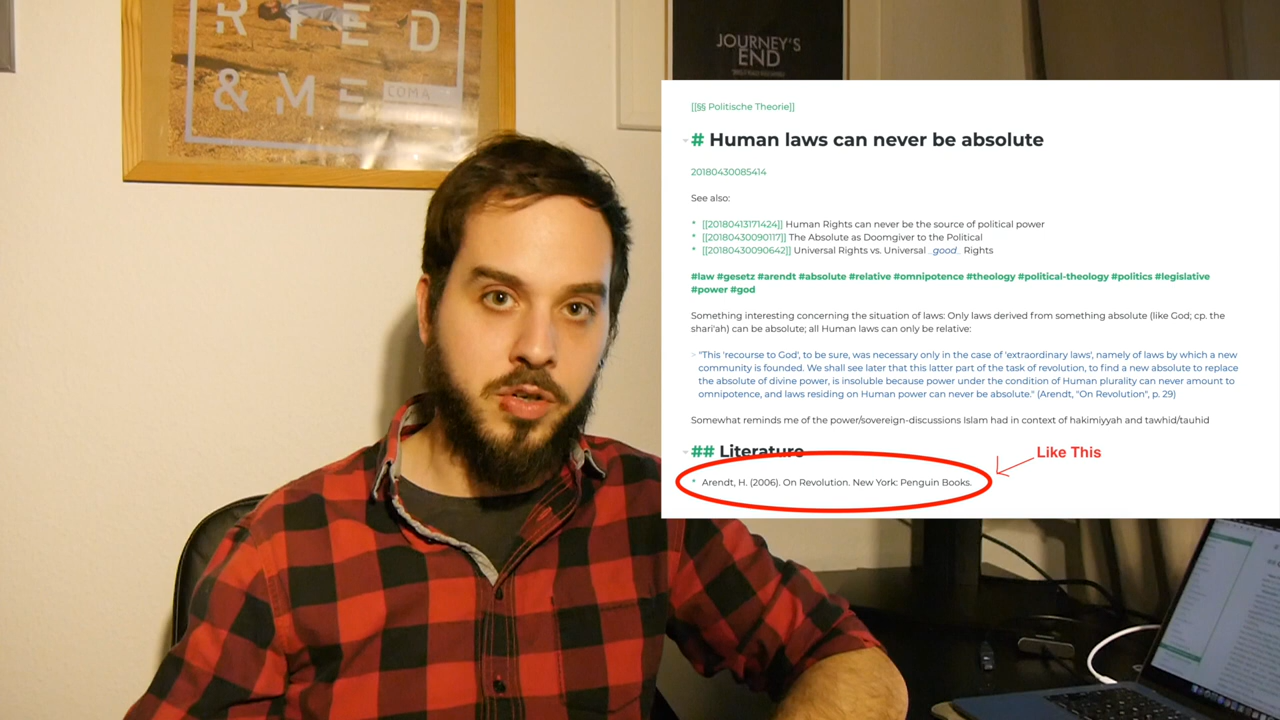 R I E D
& M E
COMA
JOURNEY'S
END
[[§§ Politische Theorie]]
# Human laws can never be absolute
20180430085414
See also:
* [[20180413171424]] Human Rights can never be the source of political power
* [[20180430090117]] The Absolute as Doomgiver to the Political
* [[20180430090642]] Universal Rights vs. Universal _good_ Rights
#law #gesetz #arendt #absolute #relative #omnipotence #theology #political-theology #politics #legislative
#power #god
Something interesting concerning the situation of laws: Only laws derived from something absolute (like God; cp. the
shari'ah) can be absolute; all Human laws can only be relative:
> "This 'recourse to God', to be sure, was necessary only in the case of 'extraordinary laws', namely of laws by which a new
community is founded. We shall see later that this latter part of the task of revolution, to find a new absolute to replace
the absolute of divine power, is insoluble because power under the condition of Human plurality can never amount to
omnipotence, and laws residing on Human power can never be absolute." (Arendt, "On Revolution", p. 29)
Somewhat reminds me of the power/sovereign-discussions Islam had in context of hakimiyyah and tawhid/tauhid
## Literature
Like This
* Arendt, H. (2006). On Revolution. New York: Penguin Books.